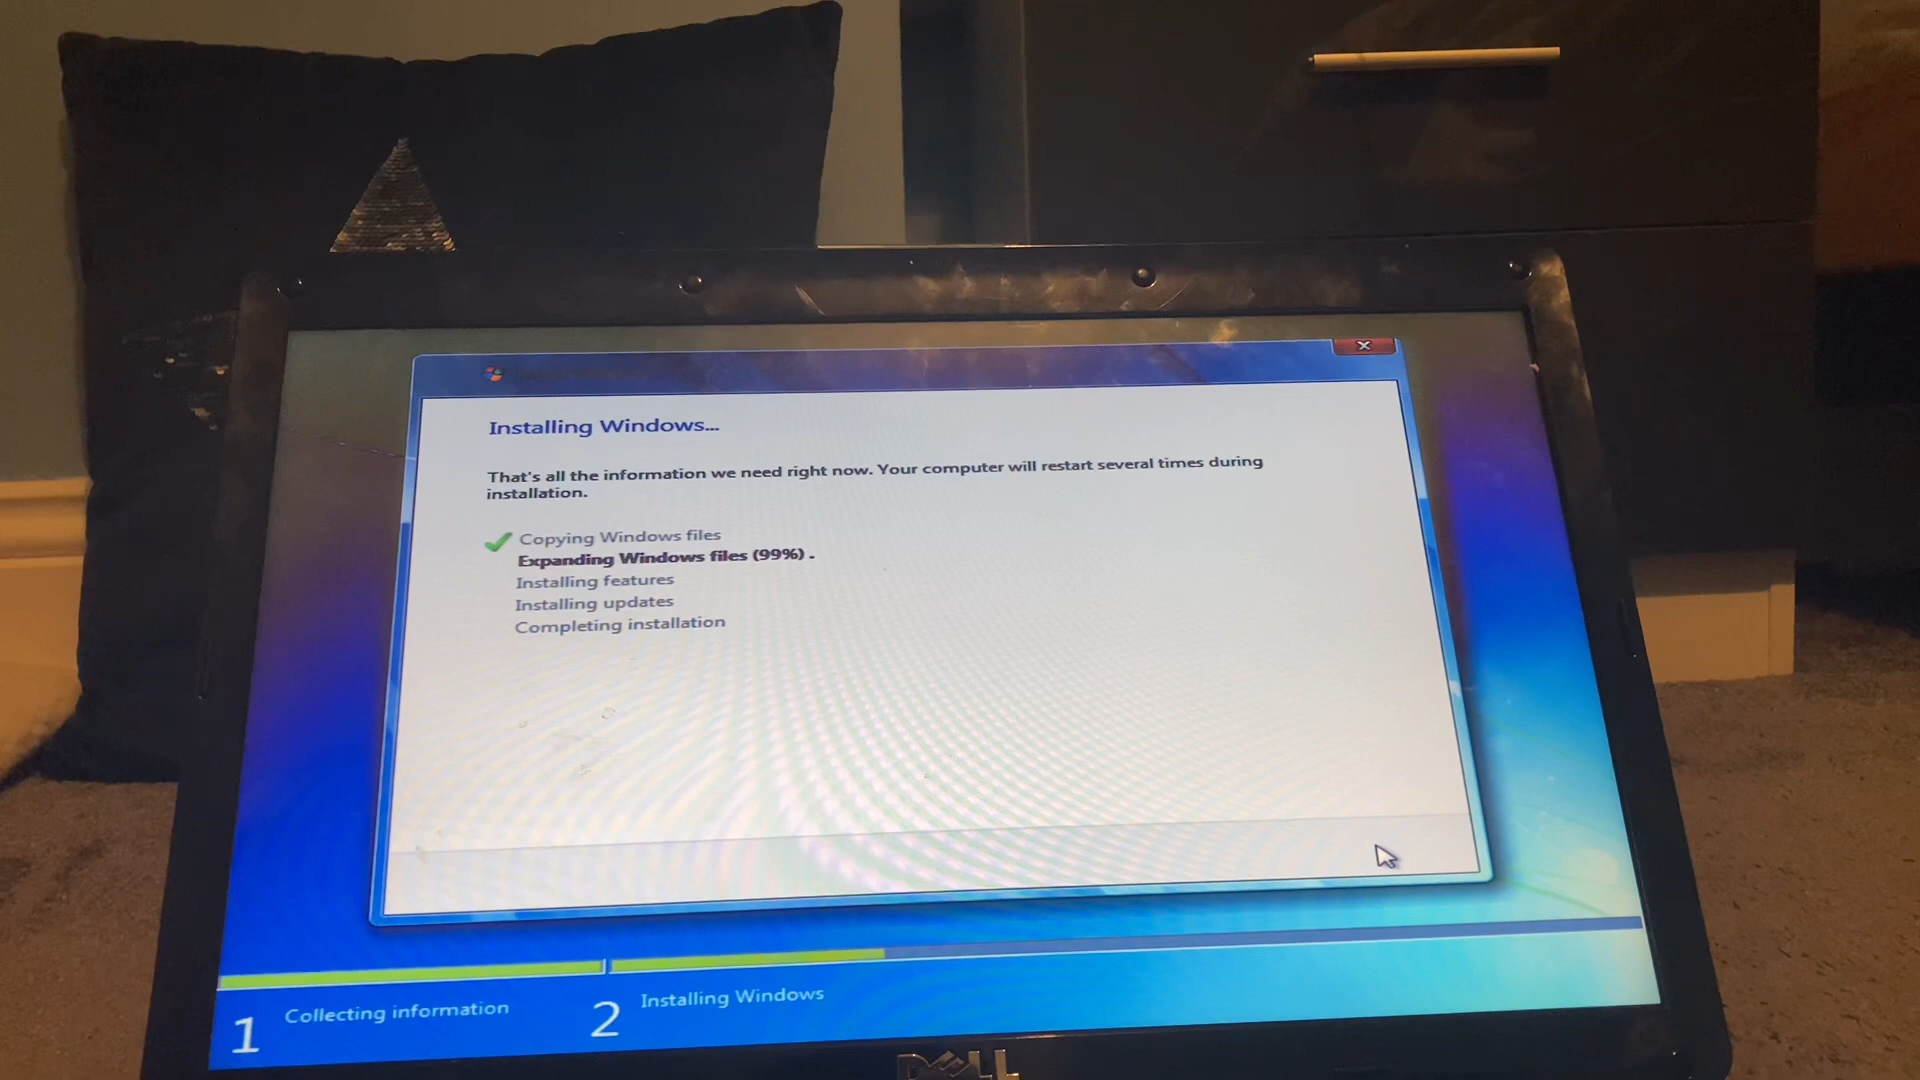 Installing Windows...
That's all the information we need right now. Your computer will restart several times during
installation.
Copying Windows files
Expanding Windows files (99%) .
Installing features
Installing updates
Completing installation
1 Collecting information
2 Installing Windows
DELL